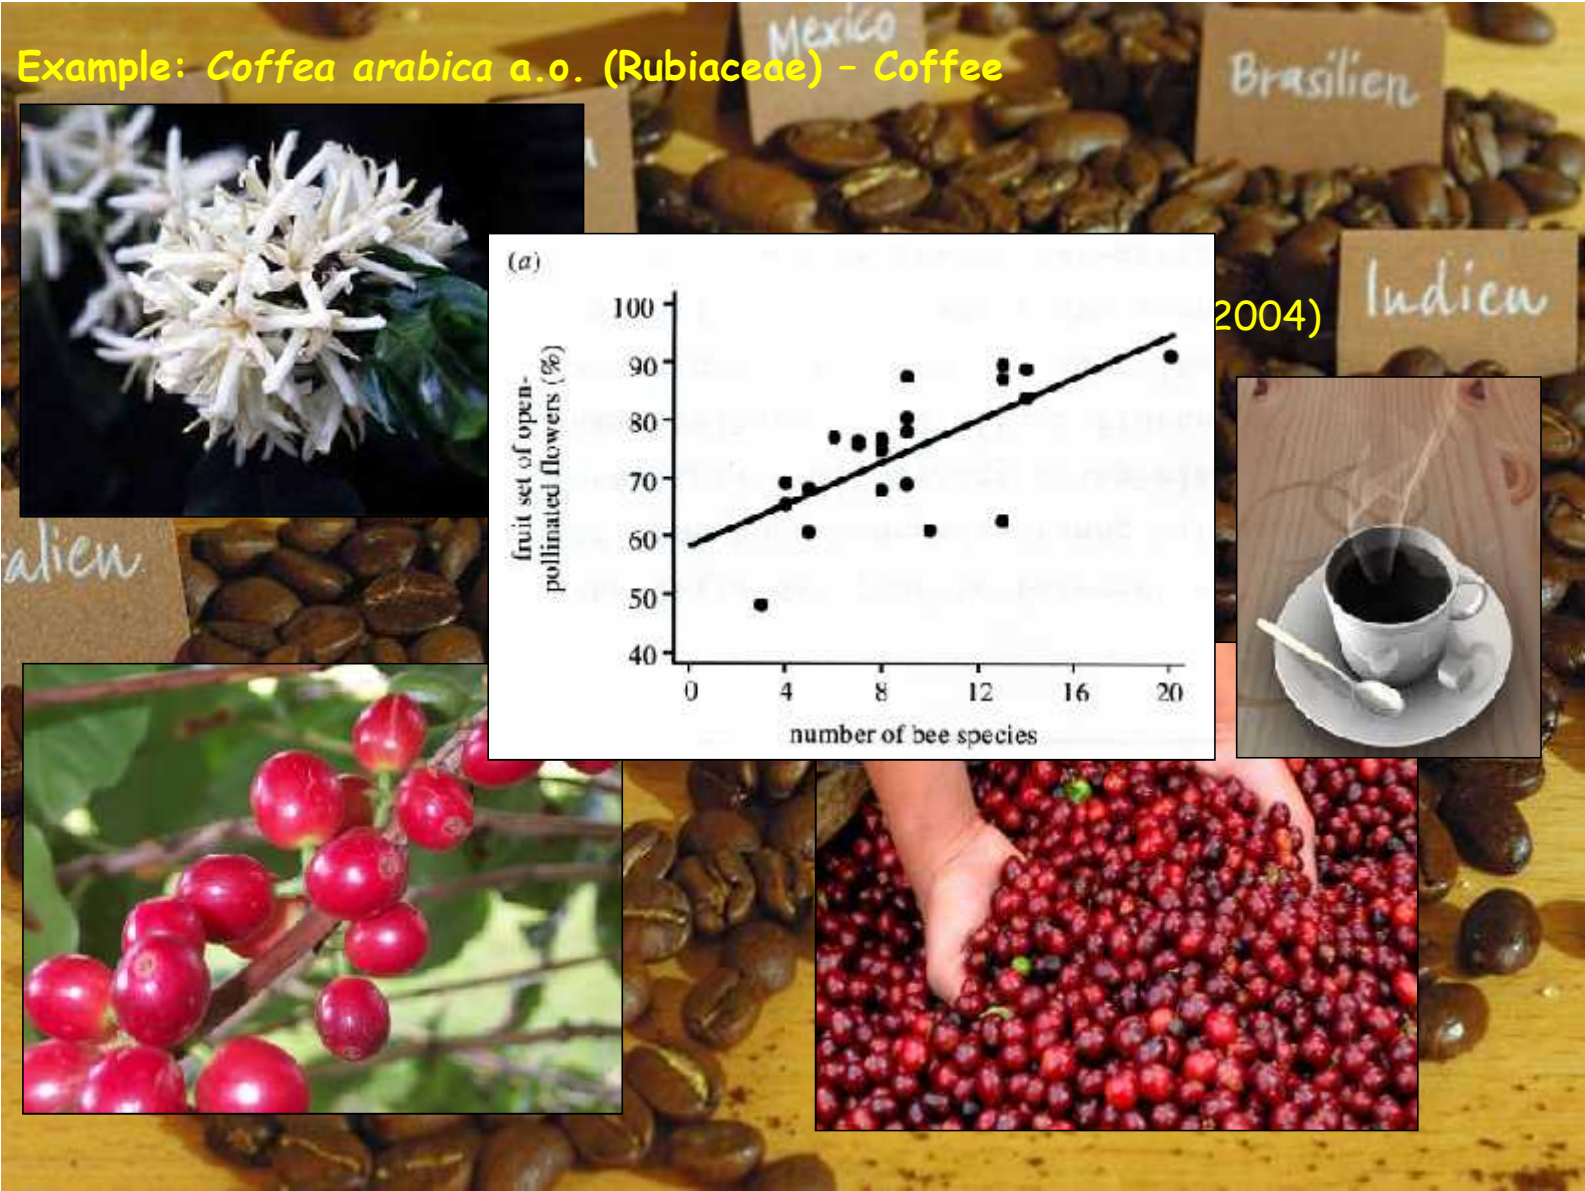 Example: Coffea arabica a.o. (Rubiaceae) – Coffee
Mexico
Brasilien
Indien
2004)
alien
(a)
fruit set of open-
pollinated flowers (%)
100
90
80
70
60
50
40
0 4 8 12 16 20
number of bee species